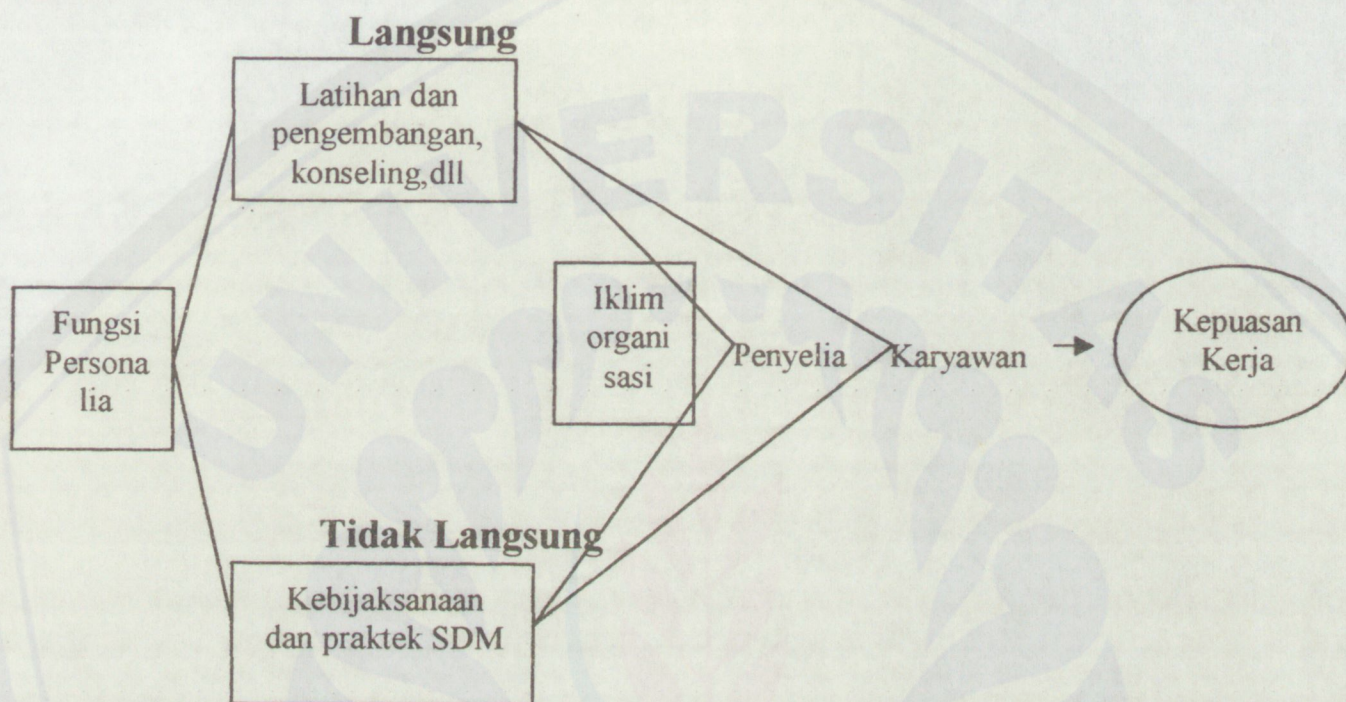 Langsung
Latihan dan
pengembangan,
konseling,dll
Fungsi
Persona
lia
Iklim
organi
sasi
Penyelia
Karyawan
Kepuasan
Kerja
Tidak Langsung
Kebijaksanaan
dan praktek SDM
UNIVERSITAS